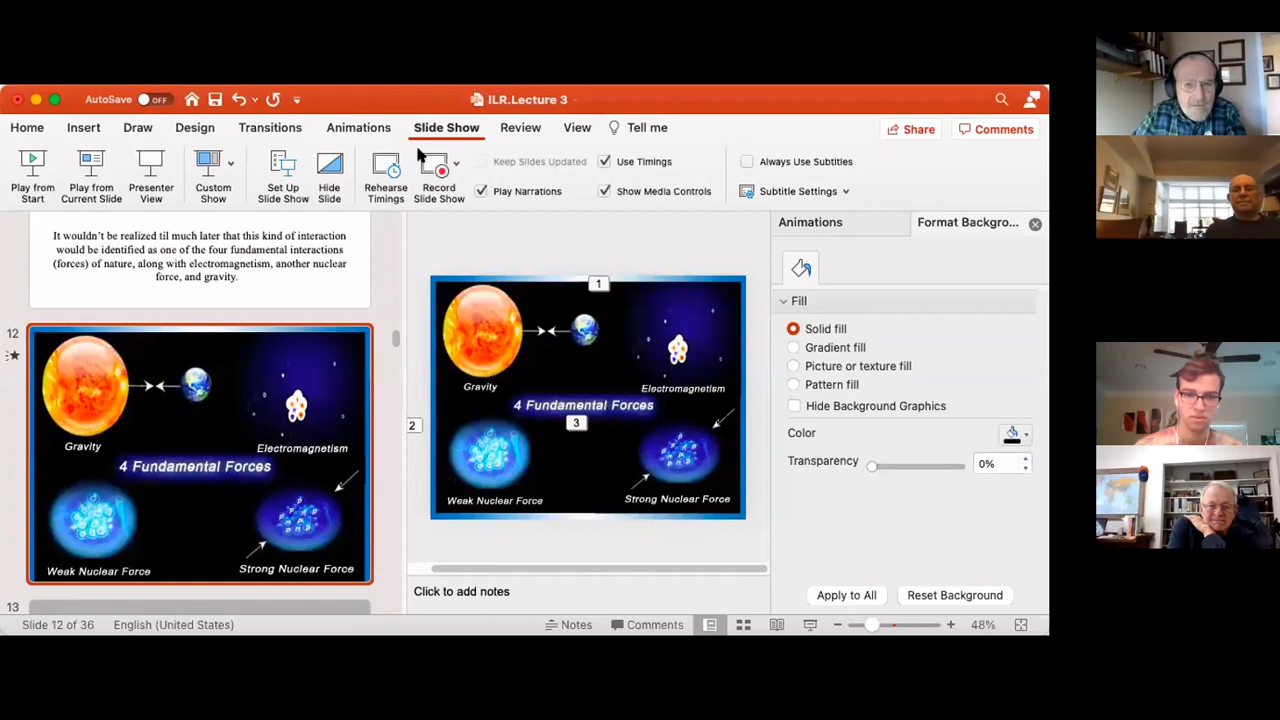 AutoSave OFF
ILR.Lecture 3
Home Insert Draw Design Transitions Animations Slide Show Review View Tell me
Share Comments
Play from Start
Play from Current Slide
Presenter View
Custom Show
Set Up Slide Show
Hide Slide
Rehearse Timings
Record Slide Show
Keep Slides Updated
Play Narrations
Use Timings
Show Media Controls
Always Use Subtitles
Subtitle Settings
It wouldn't be realized til much later that this kind of interaction
would be identified as one of the four fundamental interactions
(forces) of nature, along with electromagnetism, another nuclear
force, and gravity.
12
Gravity
Electromagnetism
4 Fundamental Forces
Weak Nuclear Force
Strong Nuclear Force
13
1
Gravity
Electromagnetism
4 Fundamental Forces
2
3
Weak Nuclear Force
Strong Nuclear Force
Click to add notes
Animations
Format Backgro...
Fill
Solid fill
Gradient fill
Picture or texture fill
Pattern fill
Hide Background Graphics
Color
Transparency 0%
Apply to All
Reset Background
Slide 12 of 36
English (United States)
Notes
Comments
48%